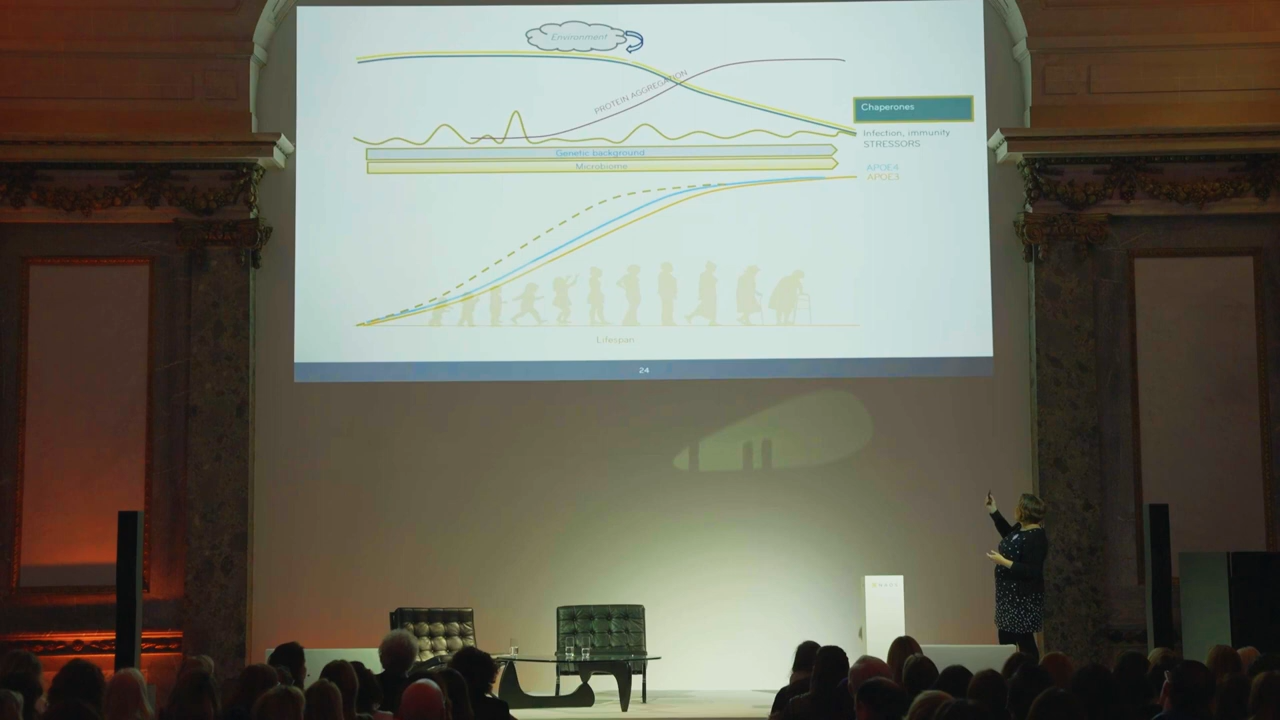 Environment
PROTEIN AGGREGATION
Chaperones
Infection, immunity
STRESSORS
Genetic background
Microbiome
APOE4
APOE3
Lifespan
24